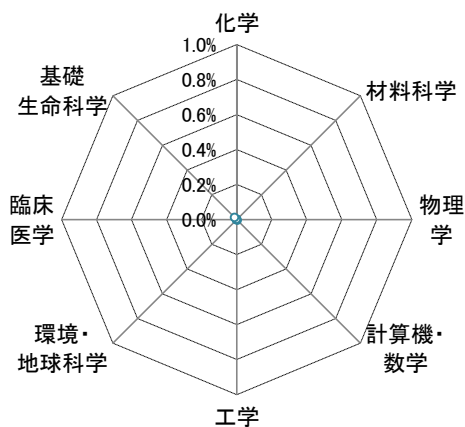 化学
1.0%
0.8%
0.6%
0.4%
0.2%
0.0%
材料科学
物理
学
計算機・
数学
工学
環境・
地球科学
臨床
医学
基礎
生命科学